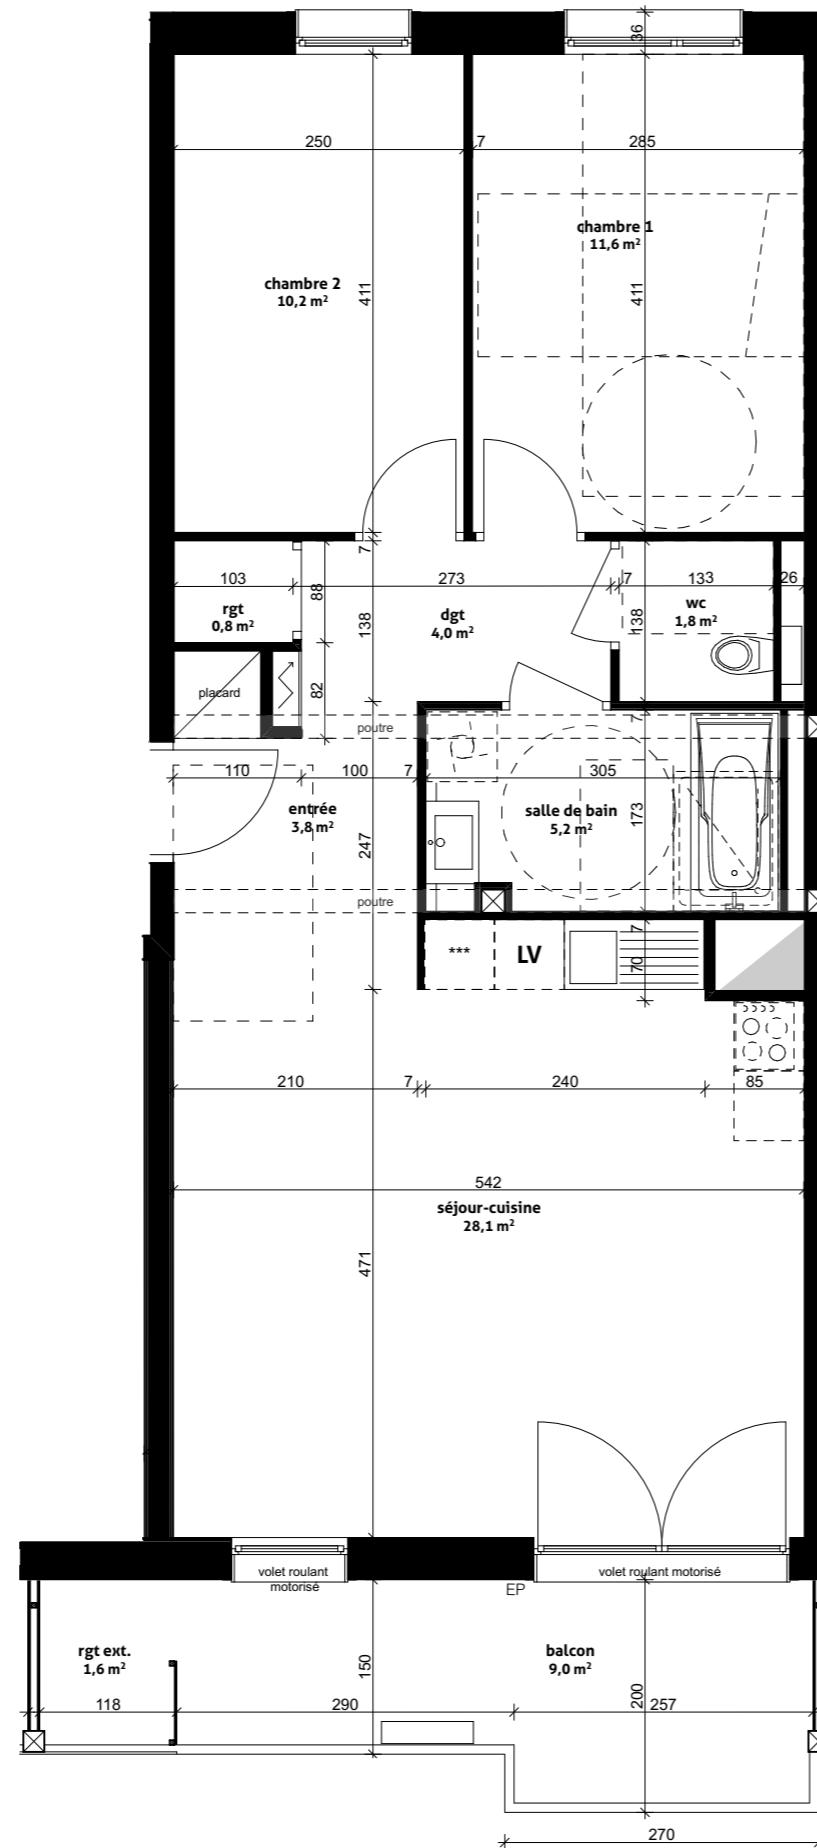 36
250
7
285
chambre 1
11,6 m²
chambre 2
10,2 m²
411
411
7
103
88
273
7
133
26
rgt
0,8 m²
dgt
4,0 m²
wc
1,8 m²
138
138
placard
82
poutre
7
110
100
7
305
entrée
3,8 m²
salle de bain
5,2 m²
173
247
poutre
***
LV
7
70
210
7
240
85
542
séjour-cuisine
28,1 m²
471
volet roulant
motorisé
volet roulant motorisé
EP
rgt ext.
1,6 m²
balcon
9,0 m²
150
200
118
290
257
270